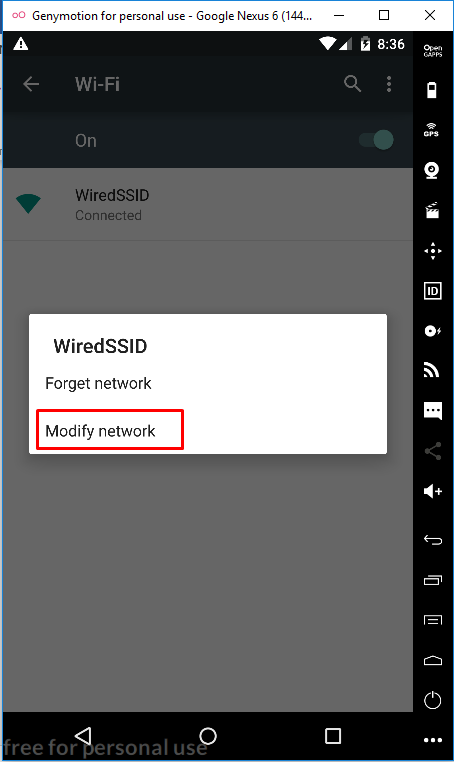 Genymotion for personal use - Google Nexus 6 (144...
8:36
Open
GAPPS
Wi-Fi
GPS
On
WiredSSID
Connected
ID
WiredSSID
Forget network
Modify network
free for personal use